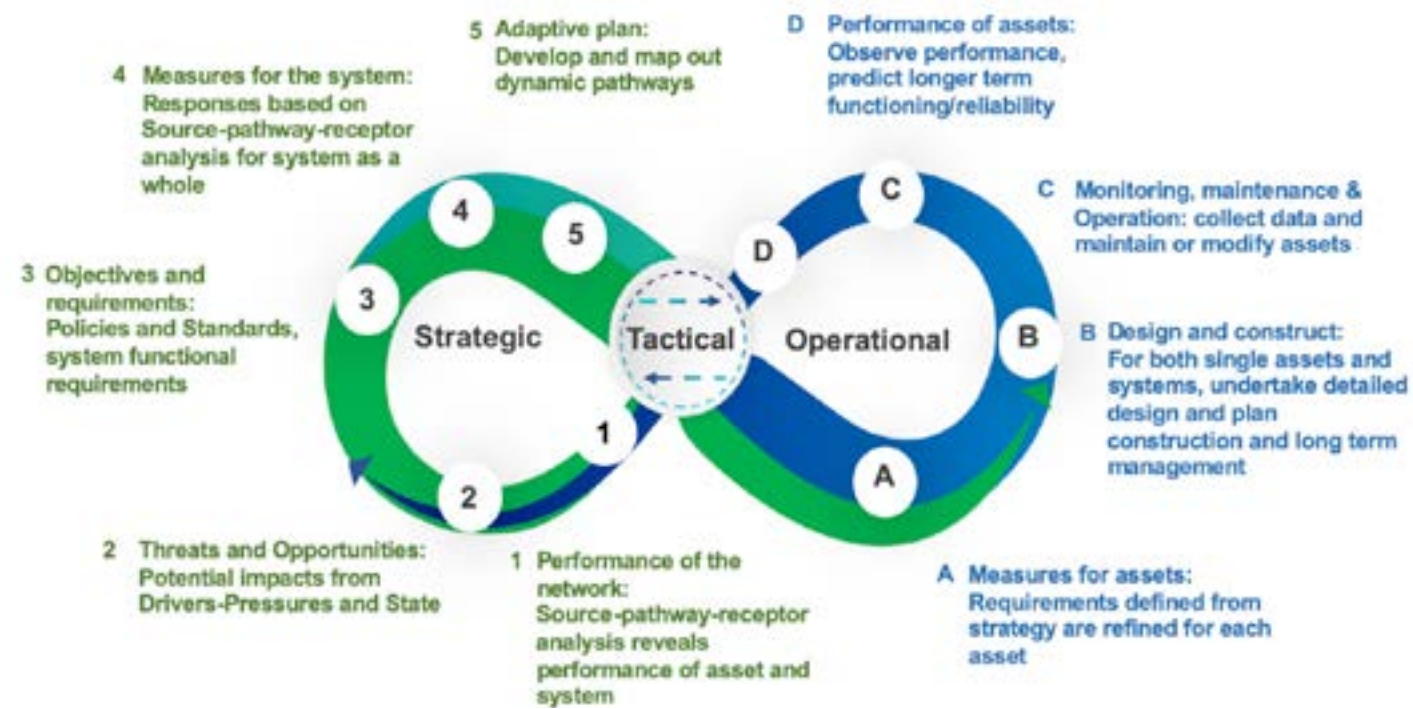 5 Adaptive plan:
Develop and map out
dynamic pathways
D Performance of assets:
Observe performance,
predict longer term
functioning/reliability
4 Measures for the system:
Responses based on
Source-pathway-receptor
analysis for system as a
whole
C Monitoring, maintenance &
Operation: collect data and
maintain or modify assets
3 Objectives and
requirements:
Policies and Standards,
system functional
requirements
4
5
3
Strategic
1
2
Tactical
D
C
Operational
B
A
B Design and construct:
For both single assets and
systems, undertake detailed
design and plan
construction and long term
management
2 Threats and Opportunities:
Potential impacts from
Drivers-Pressures and State
1 Performance of the
network:
Source-pathway-receptor
analysis reveals
performance of asset and
system
A Measures for assets:
Requirements defined from
strategy are refined for each
asset